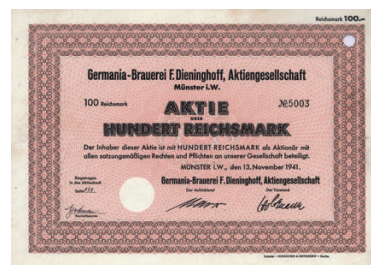 Reichsmark 100.—
Germania-Brauerei F. Dieninghoff, Aktiengesellschaft
Münster i.W.
100 Reichsmark
№ 5003
AKTIE
ÜBER
HUNDERT REICHSMARK
Der Inhaber dieser Aktie ist mit HUNDERT REICHSMARK als Aktionär mit
allen satzungsmäßigen Rechten und Pflichten an unserer Gesellschaft beteiligt.
MÜNSTER i.W., den 13. November 1941.
Eingetragen
in das Aktienbuch
Seite
Germania-Brauerei F. Dieninghoff, Aktiengesellschaft
Der Aufsichtsrat
Der Vorstand